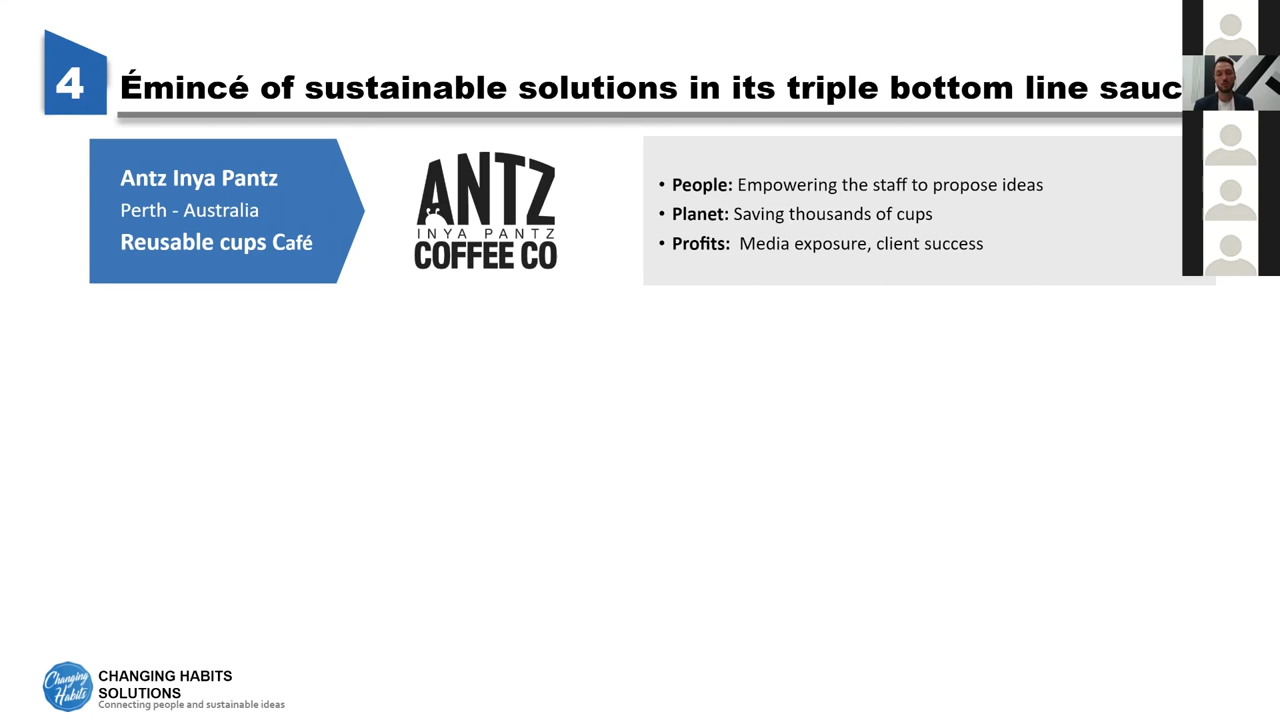 4
Émincé of sustainable solutions in its triple bottom line sauc
Antz Inya Pantz
Perth - Australia
Reusable cups Café
ANTZ
INYA PANTZ
COFFEE CO
• People: Empowering the staff to propose ideas
• Planet: Saving thousands of cups
• Profits: Media exposure, client success
Changing
Habits
CHANGING HABITS
SOLUTIONS
Connecting people and sustainable ideas